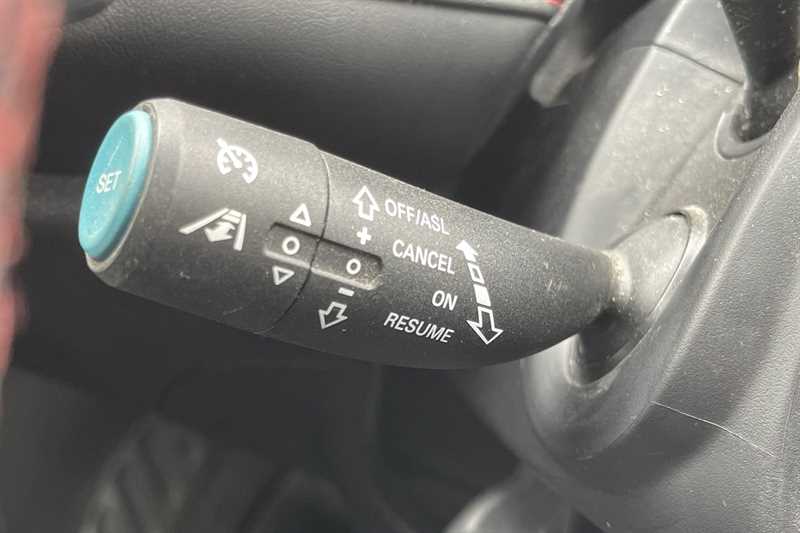 SET
OFF/ASL
+
CANCEL
-
ON
RESUME